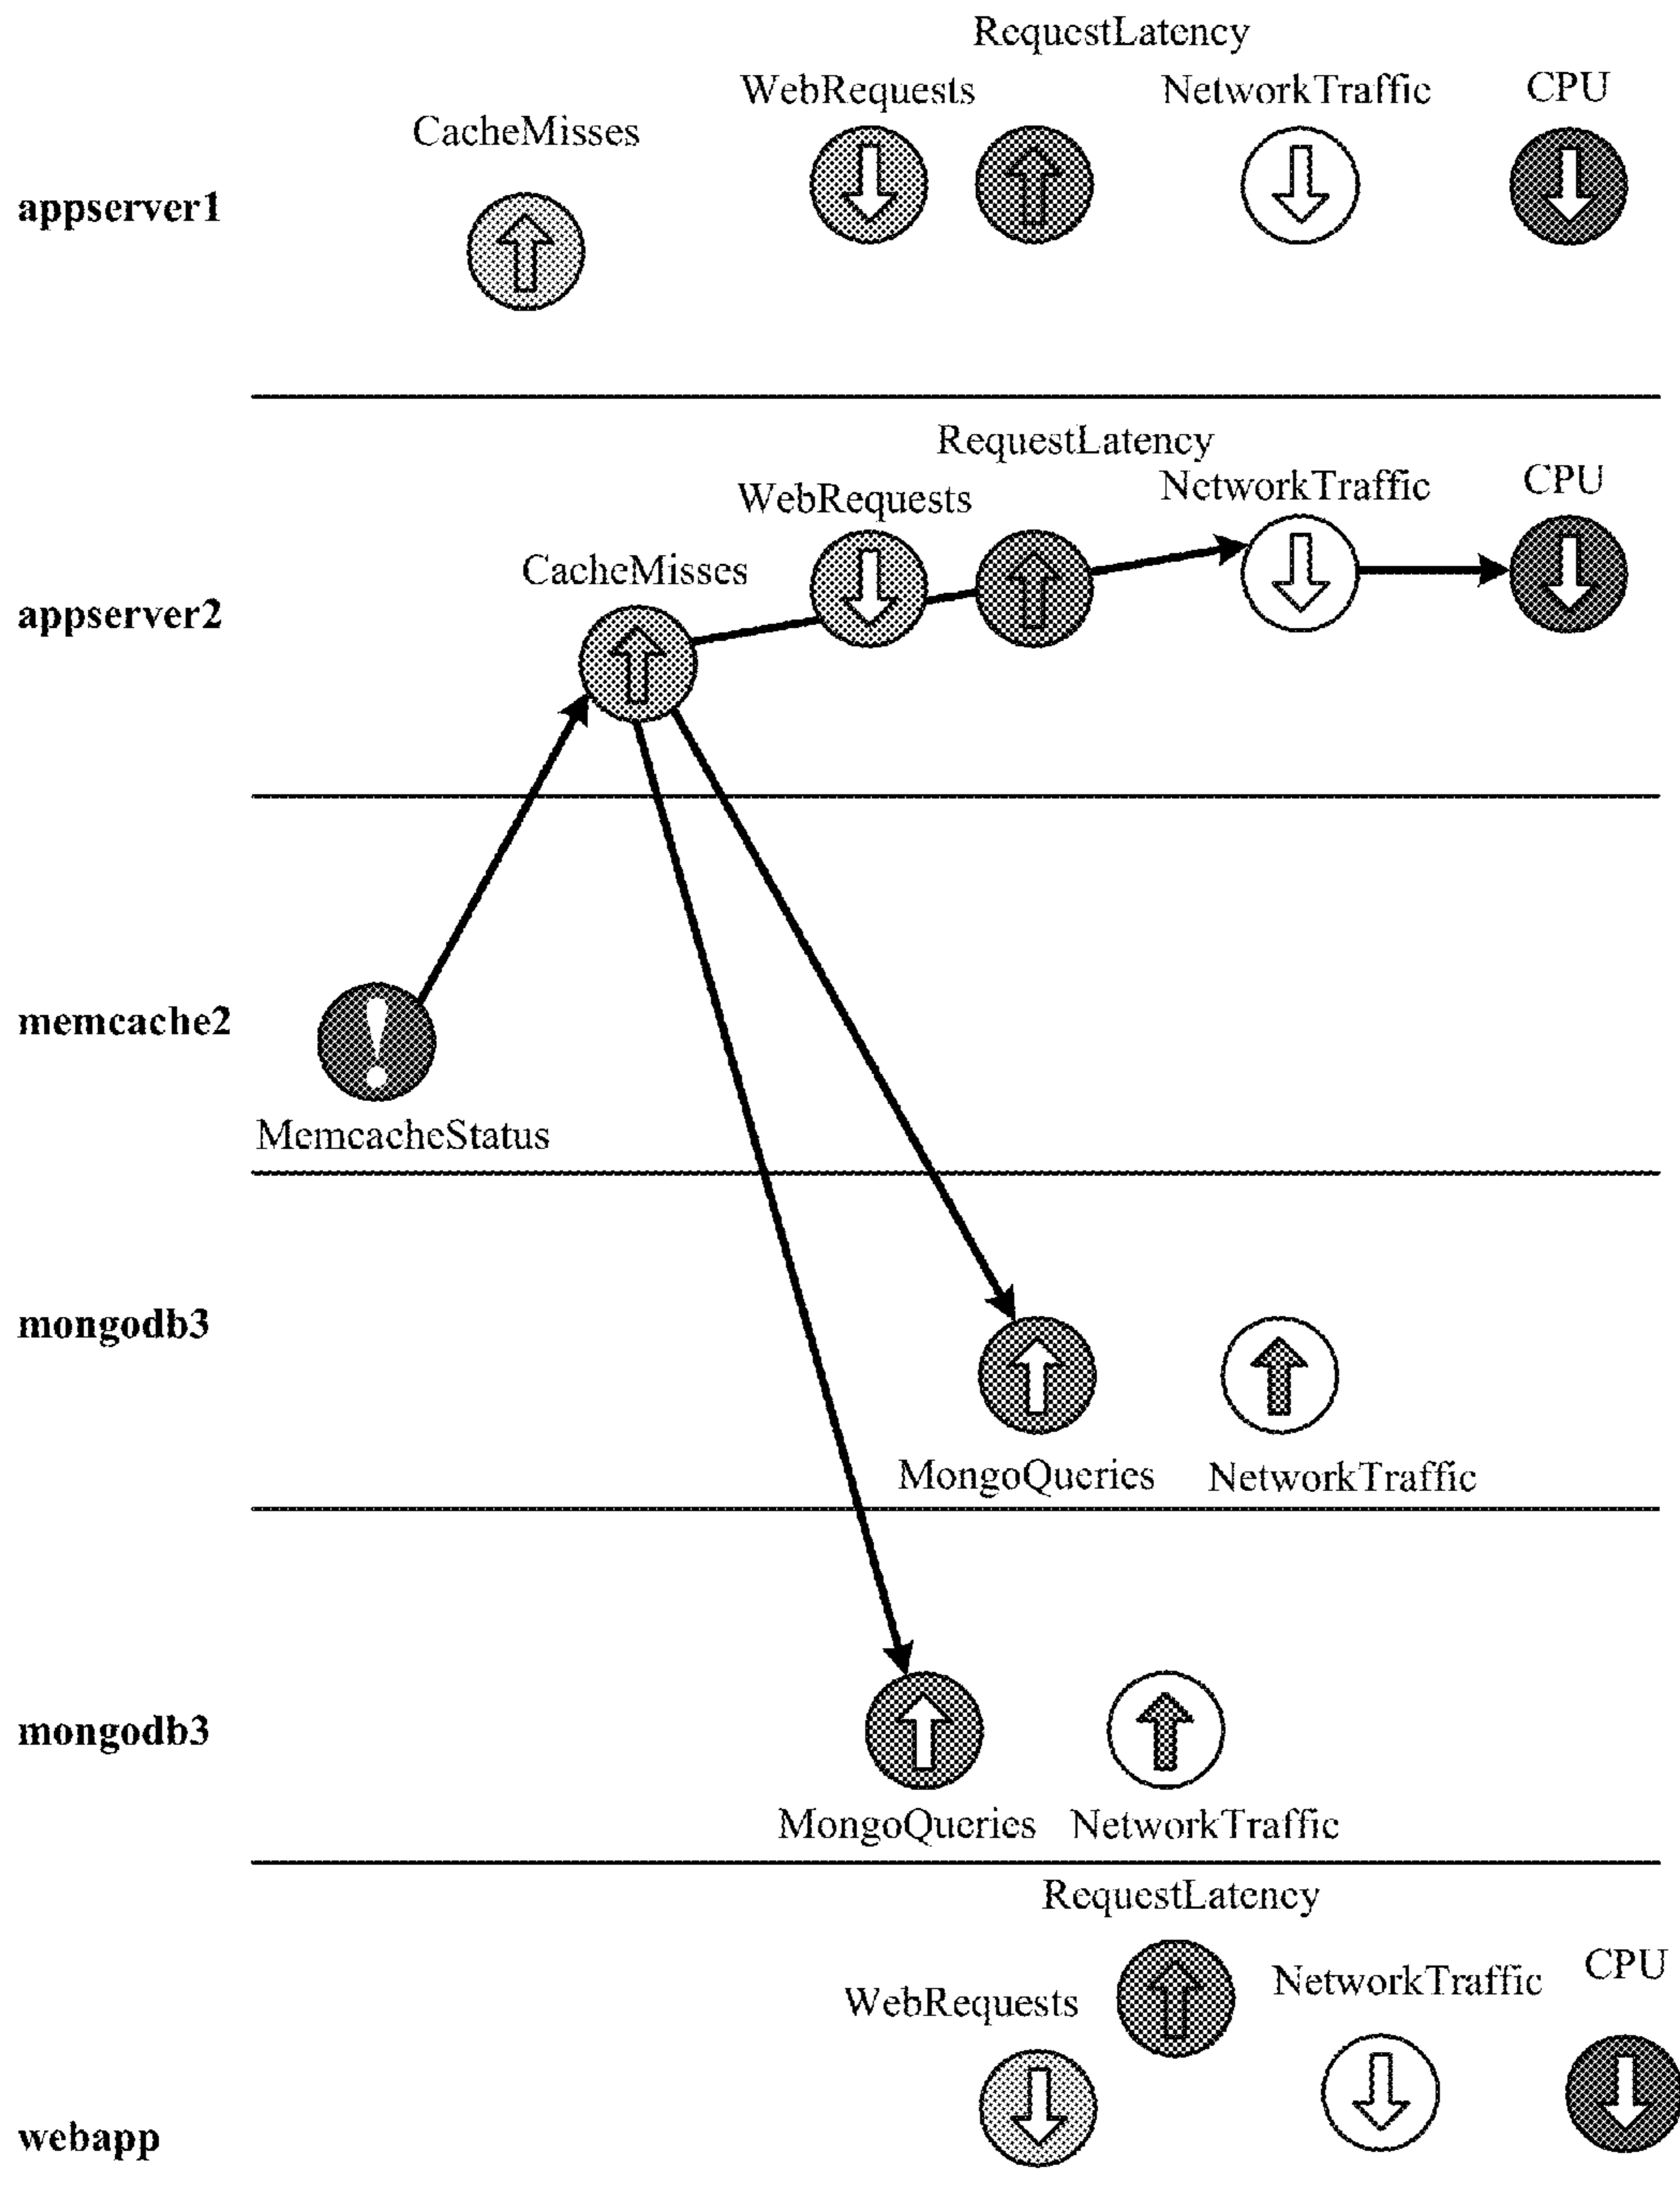 RequestLatency
WebRequests
NetworkTraffic
CPU
CacheMisses
appserver1
RequestLatency
WebRequests
NetworkTraffic
CPU
CacheMisses
appserver2
memcache2
!
MemcacheStatus
mongodb3
MongoQueries
NetworkTraffic
mongodb3
MongoQueries
NetworkTraffic
RequestLatency
WebRequests
NetworkTraffic
CPU
webapp